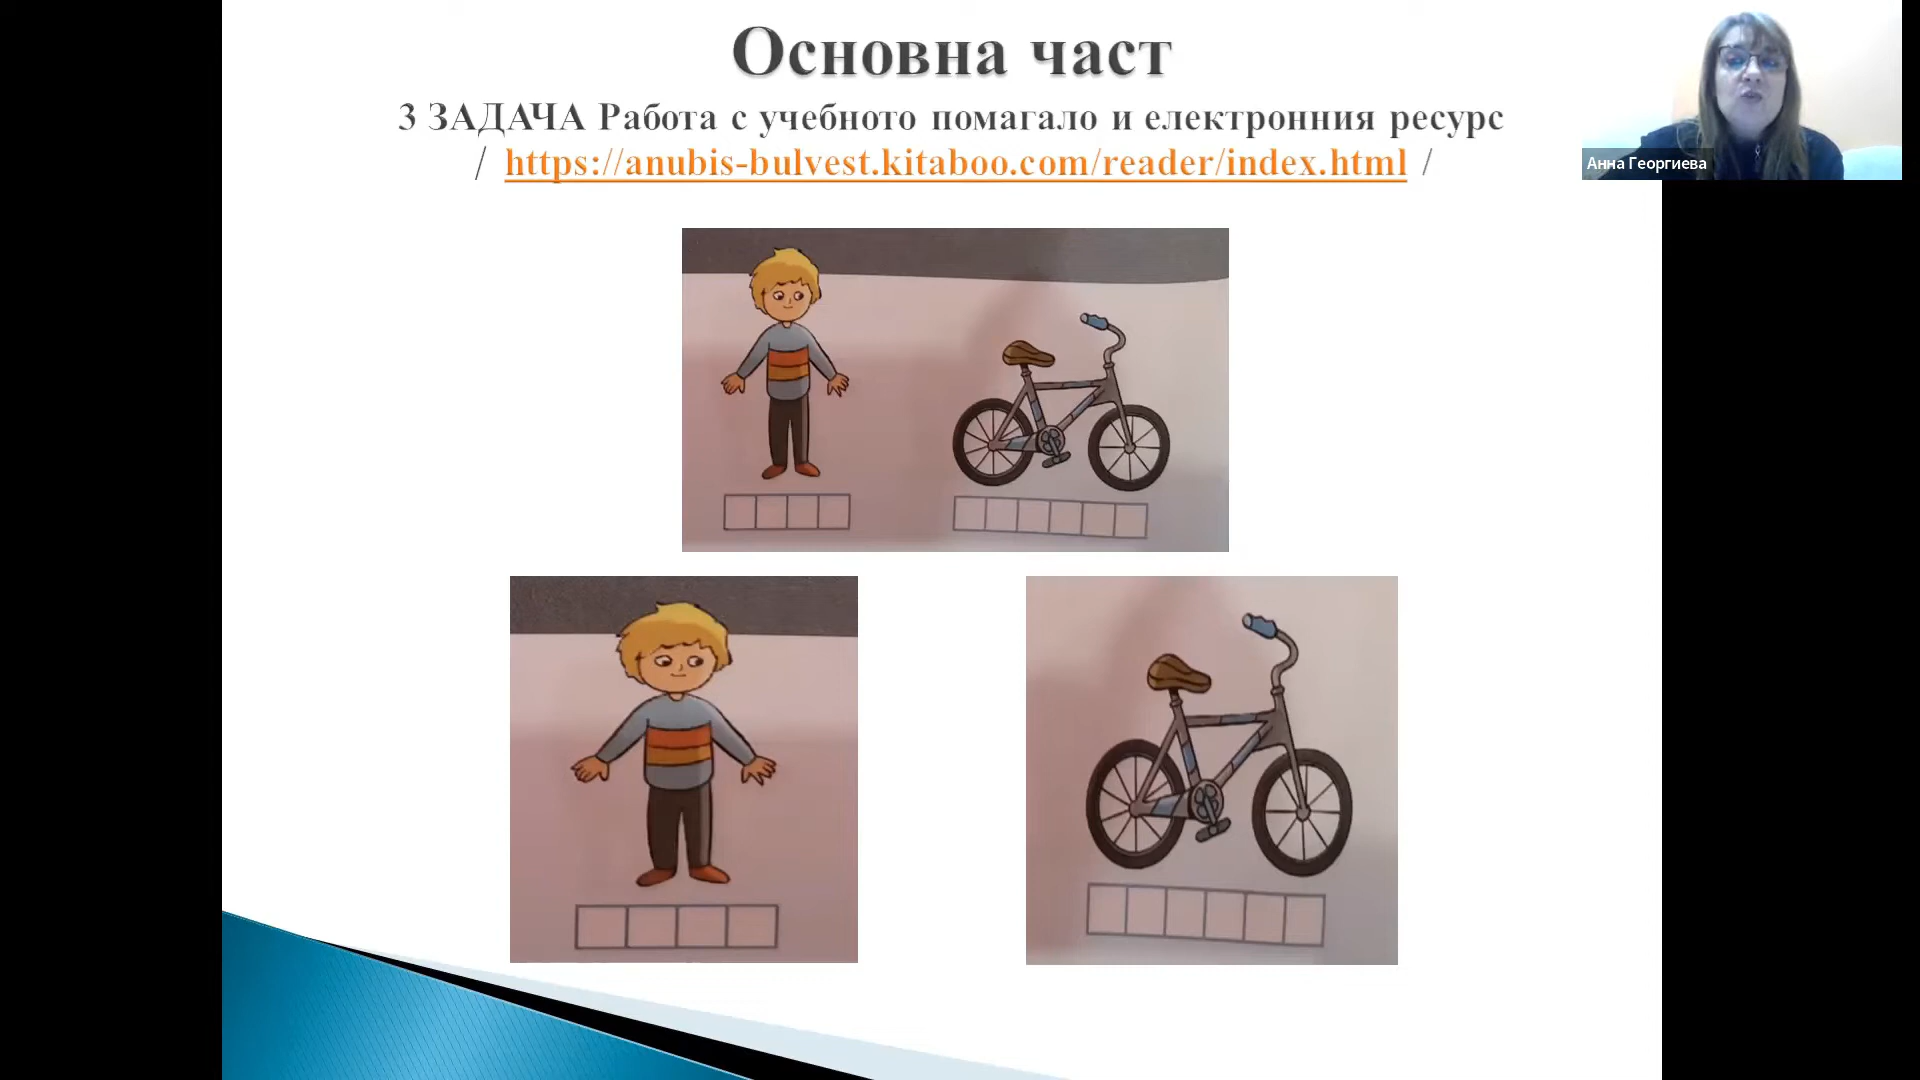 Основна част
3 ЗАДАЧА Работа с учебното помагало и електронния ресурс
/ https://anubis-bulvest.kitaboo.com/reader/index.html /
Анна Георгиева